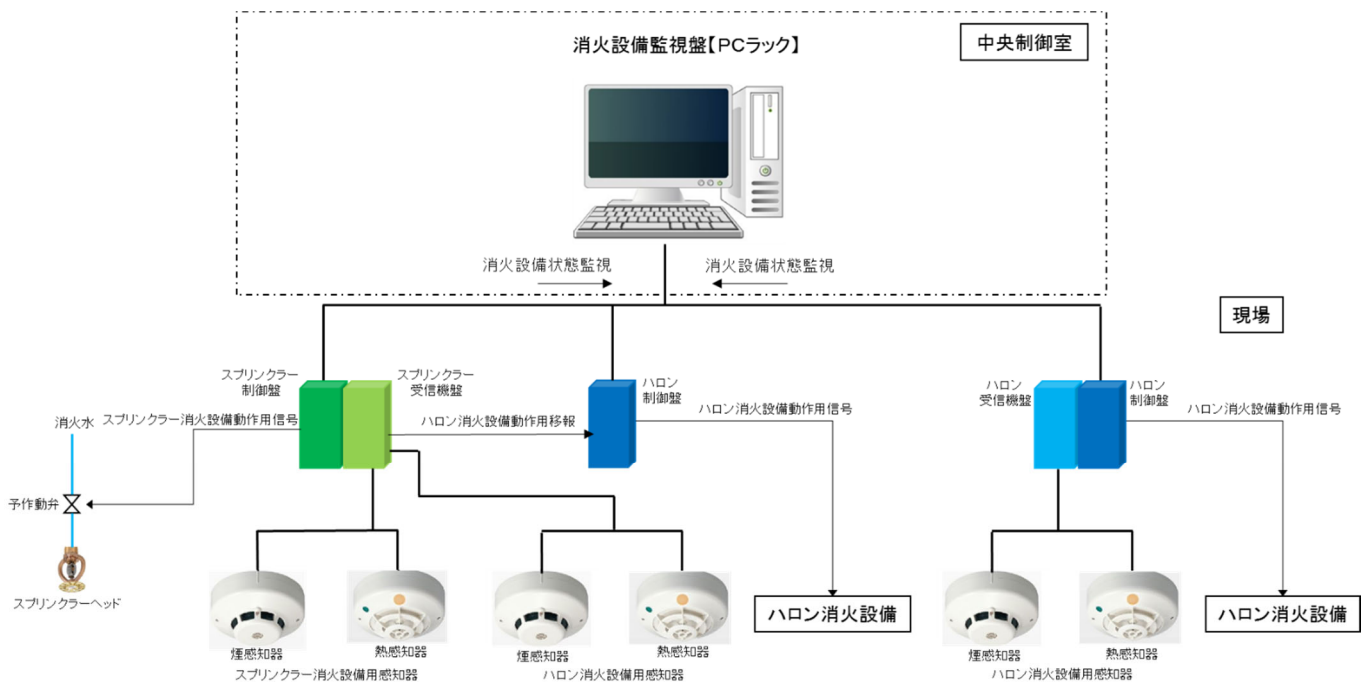 消火設備監視盤【PCラック】
中央制御室
消火設備状態監視
消火設備状態監視
現場
スプリンクラー
制御盤
スプリンクラー
受信機盤
ハロン
制御盤
ハロン
受信機盤
ハロン
制御盤
消火水
スプリンクラー消火設備動作用信号
ハロン消火設備動作用移報
ハロン消火設備動作用信号
ハロン消火設備動作用信号
予作動弁
スプリンクラーヘッド
煙感知器
熱感知器
スプリンクラー消火設備用感知器
煙感知器
熱感知器
ハロン消火設備用感知器
ハロン消火設備
煙感知器
熱感知器
ハロン消火設備用感知器
ハロン消火設備